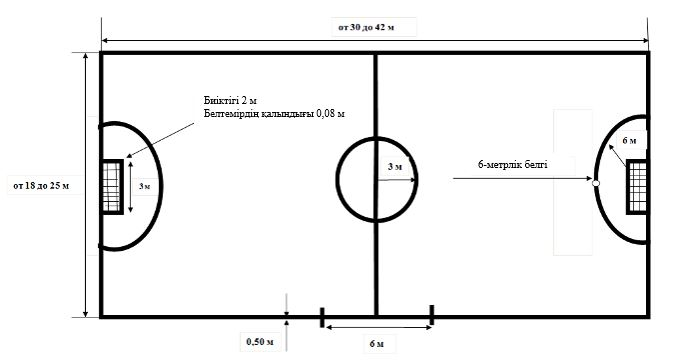 от 30 до 42 м
Биіктігі 2 м
Белтемірдің қалыңдығы 0,08 м
6 м
3 м
6-метрлік белгі
от 18 до 25 м
3 м
0,50 м
6 м